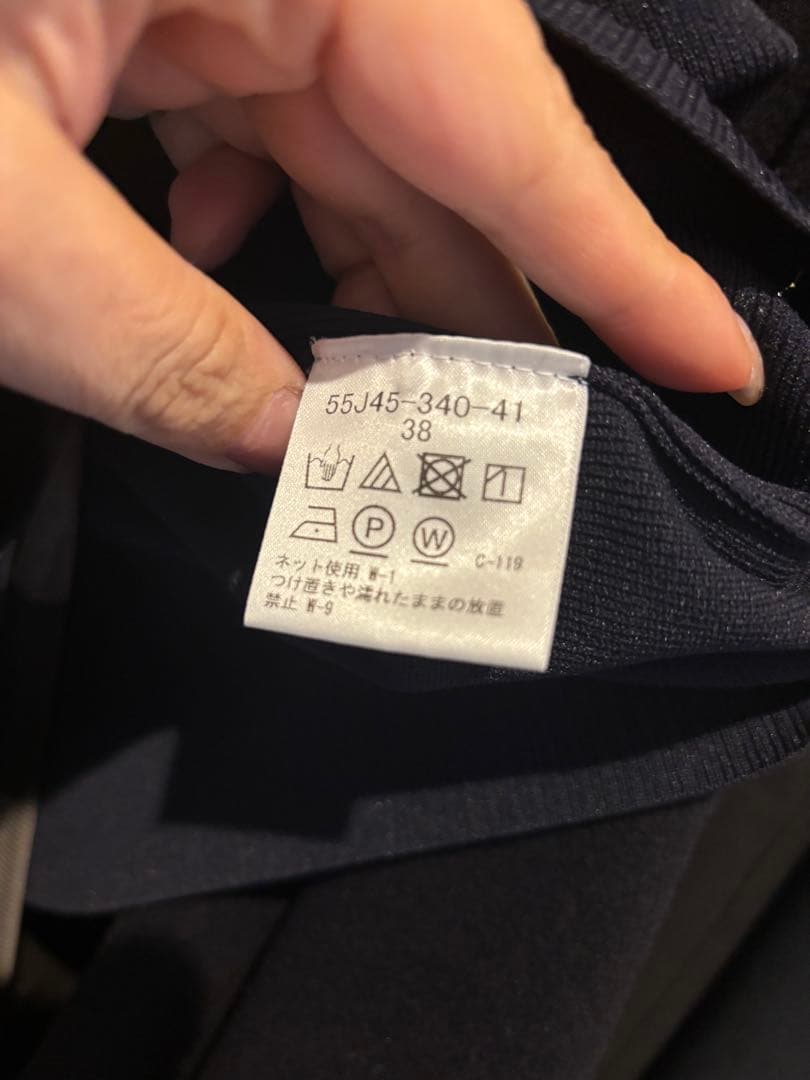 55J45-340-41
38
P W
ネット使用 W-1 C-119
つけ置きや濡れたままの放置
禁止 W-9